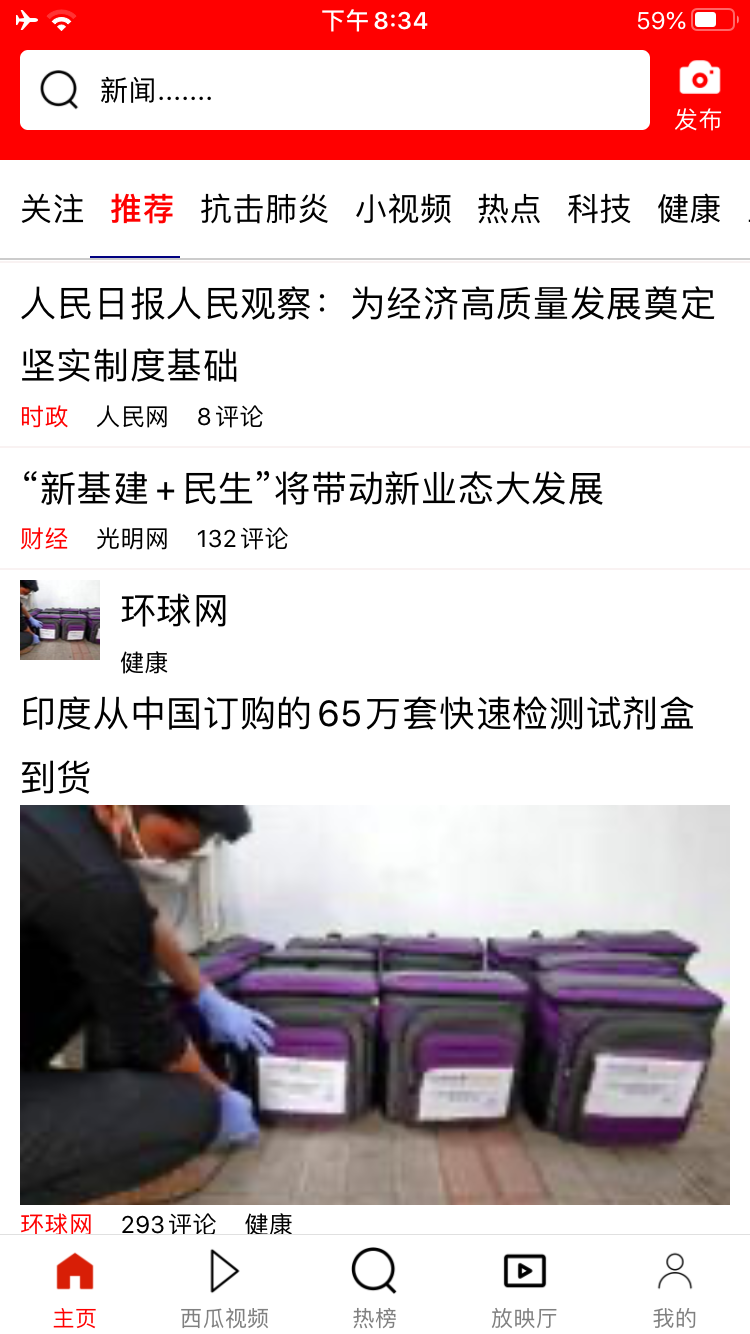 下午8:34
59%
新闻.......
发布
关注 推荐 抗击肺炎 小视频 热点 科技 健康
人民日报人民观察：为经济高质量发展奠定
坚实制度基础
时政 人民网 8评论
“新基建+民生”将带动新业态大发展
财经 光明网 132评论
环球网
健康
印度从中国订购的65万套快速检测试剂盒
到货
环球网 293评论 健康
主页 西瓜视频 热榜 放映厅 我的